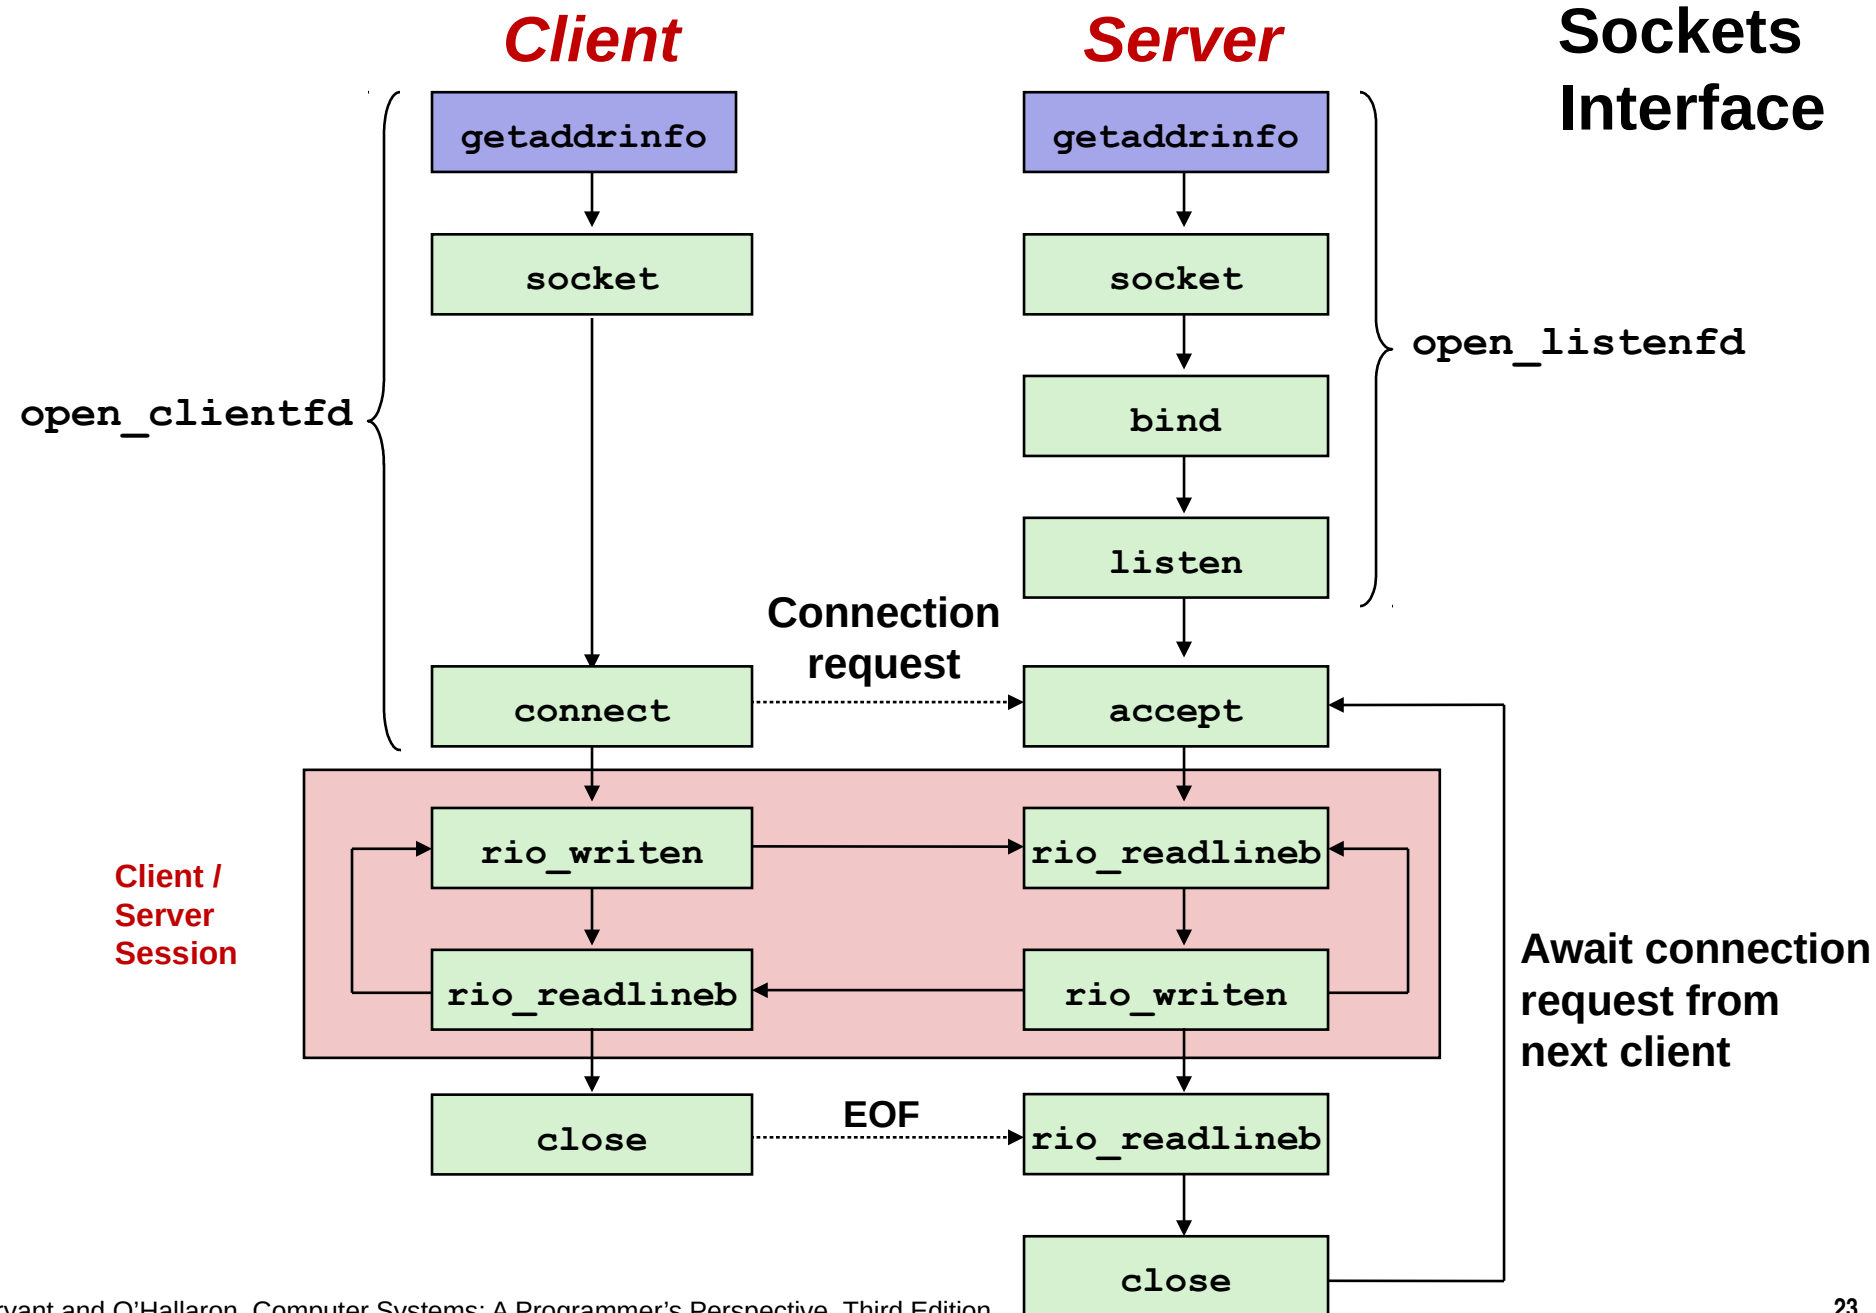 Client
Server
Sockets
Interface
getaddrinfo
getaddrinfo
socket
socket
open_listenfd
open_clientfd
bind
listen
Connection
request
connect
accept
rio_writen
rio_readlineb
Client /
Server
Session
Await connection
request from
next client
rio_readlineb
rio_writen
EOF
close
rio_readlineb
close
and O'Hallaron, Computer Systems: A Programmer's Perspective, Third Edition
23